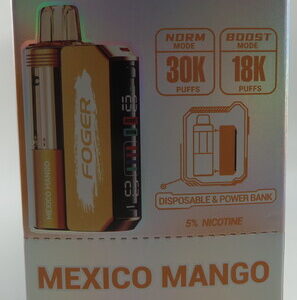 NORM
MODE
30K
PUFFS
BOOST
MODE
18K
PUFFS
FOGER
MEXICO MANGO
DISPOSABLE & POWER BANK
5% NICOTINE
MEXICO MANGO